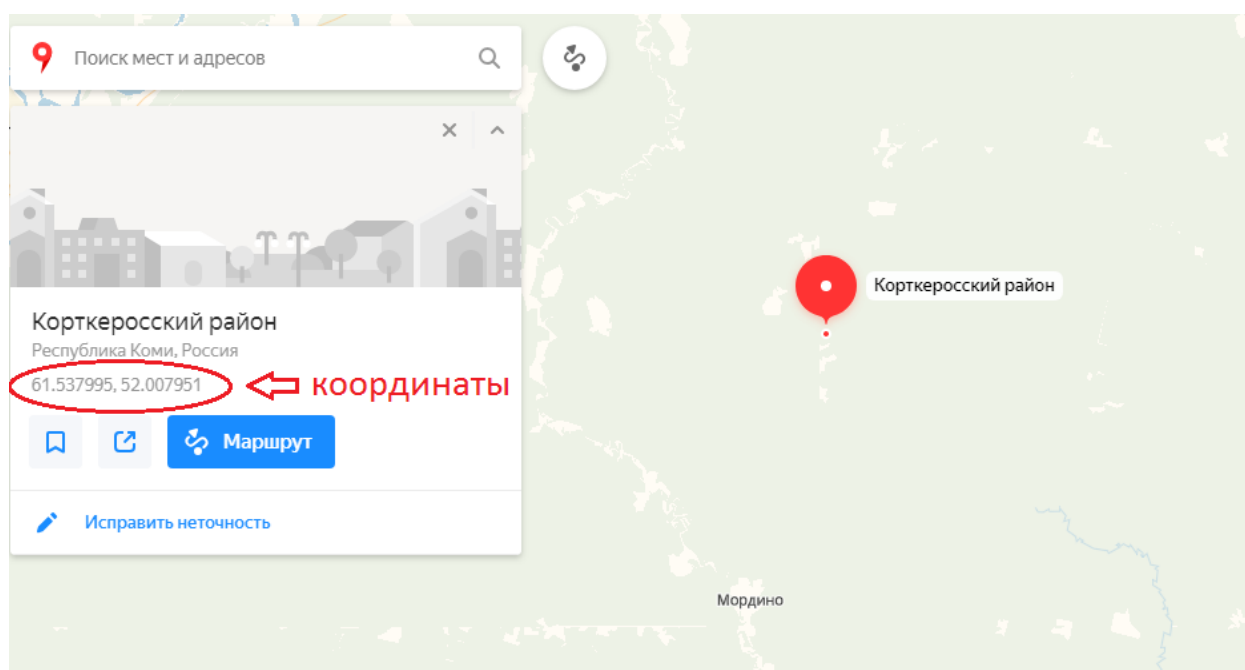 Поиск мест и адресов
Корткеросский район
Республика Коми, Россия
61.537995, 52.007951
координаты
Маршрут
Исправить неточность
Корткеросский район
Мордино